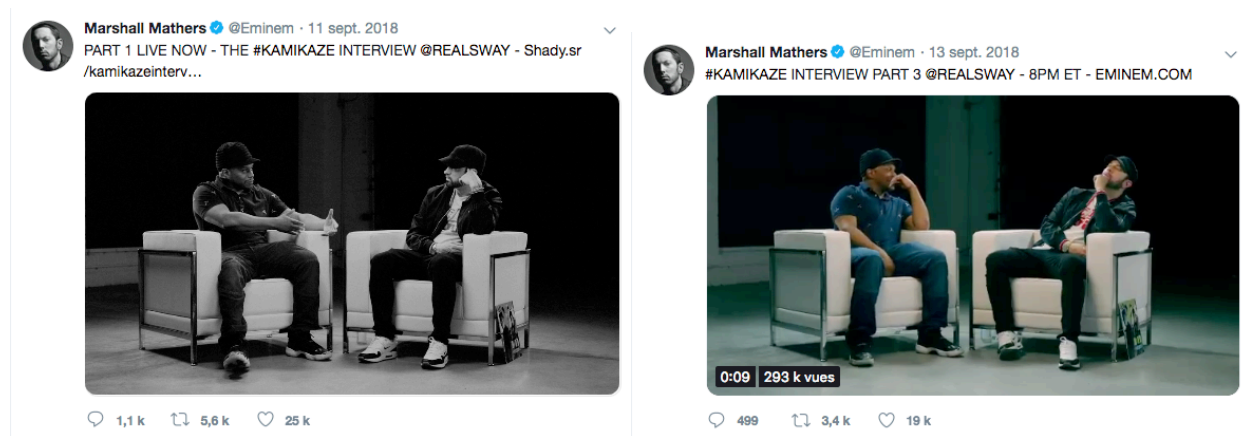 Marshall Mathers @Eminem · 11 sept. 2018
PART 1 LIVE NOW - THE #KAMIKAZE INTERVIEW @REALSWAY - Shady.sr
/kamikazeinterv…
1,1 k 5,6 k 25 k
Marshall Mathers @Eminem · 13 sept. 2018
#KAMIKAZE INTERVIEW PART 3 @REALSWAY - 8PM ET - EMINEM.COM
0:09 293 k vues
499 3,4 k 19 k